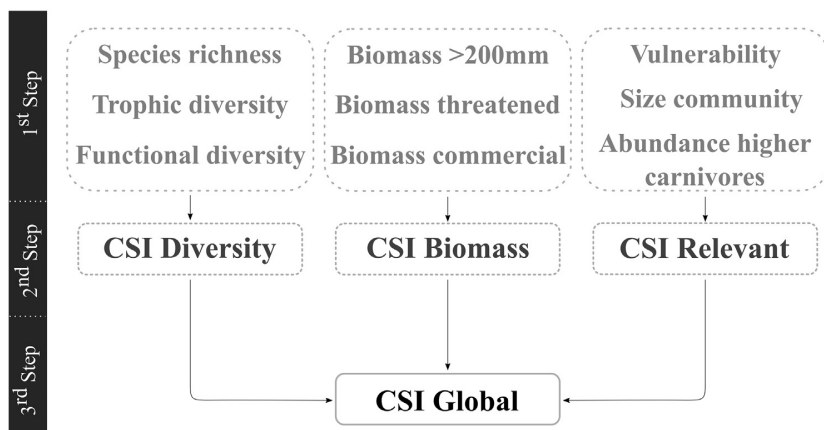 1st Step
Species richness
Trophic diversity
Functional diversity
Biomass >200mm
Biomass threatened
Biomass commercial
Vulnerability
Size community
Abundance higher
carnivores
2nd Step
CSI Diversity
CSI Biomass
CSI Relevant
3rd Step
CSI Global